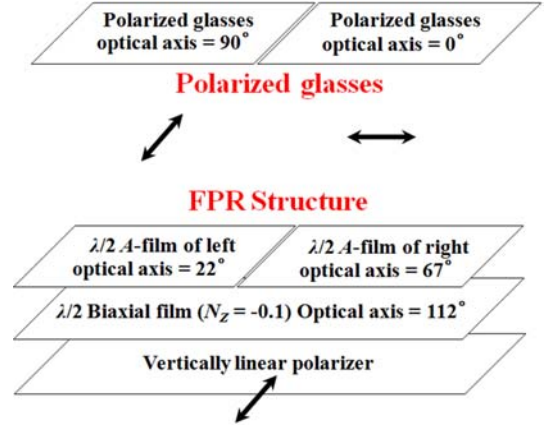 Polarized glasses
optical axis = 90°
Polarized glasses
optical axis = 0°
Polarized glasses
FPR Structure
λ/2 A-film of left
optical axis = 22°
λ/2 A-film of right
optical axis = 67°
λ/2 Biaxial film (NZ = -0.1) Optical axis = 112°
Vertically linear polarizer